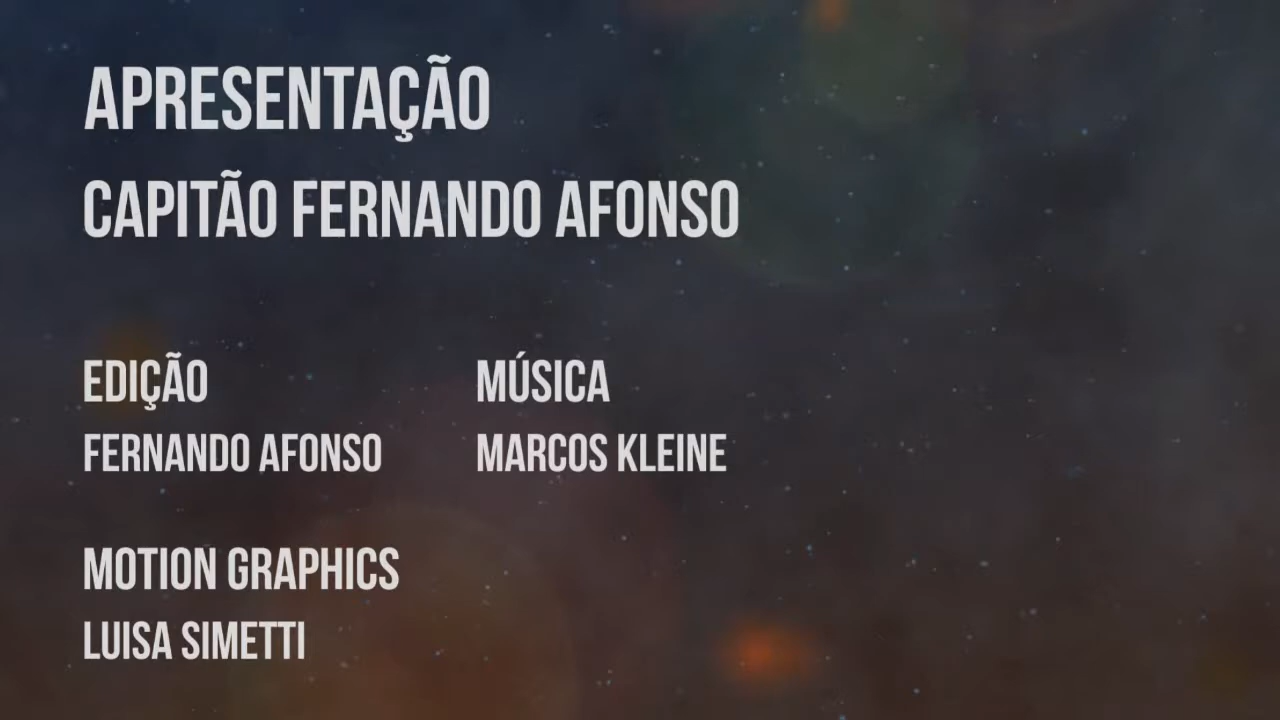 APRESENTAÇÃO
CAPITÃO FERNANDO AFONSO
EDIÇÃO
FERNANDO AFONSO
MÚSICA
MARCOS KLEINE
MOTION GRAPHICS
LUISA SIMETTI